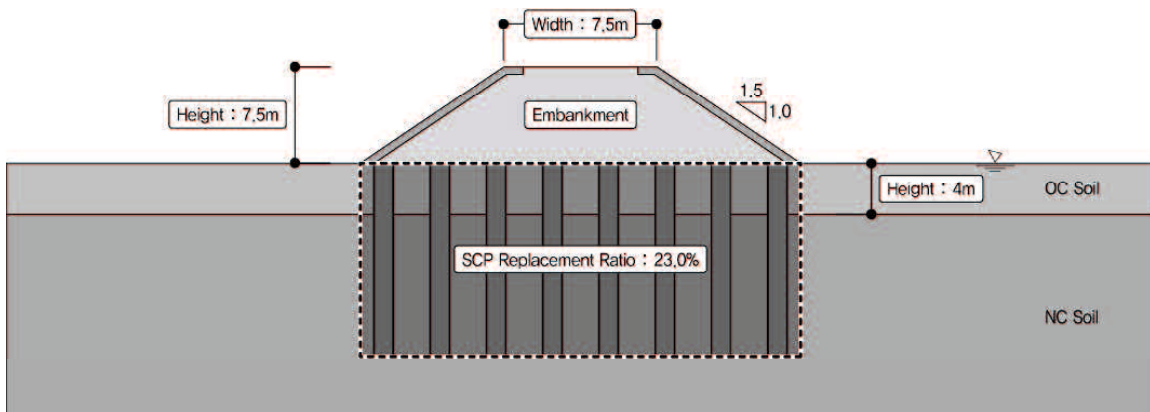 Width : 7,5m
Height : 7,5m
1.5
1.0
Embankment
Height : 4m
OC Soil
SCP Replacement Ratio : 23,0%
NC Soil